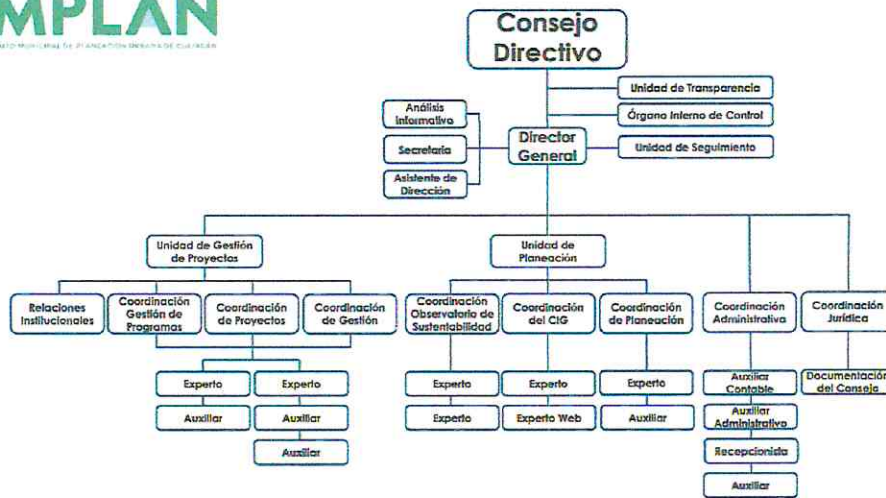 MPLAN
Consejo
Directivo
Unidad de Transparencia
Órgano Interno de Control
Análisis
Informativo
Secretaria
Asistente de
Dirección
Director
General
Unidad de Seguimiento
Unidad de Gestión
de Proyectos
Unidad de
Planeación
Relaciones
Institucionales
Coordinación
Gestión de
Programas
Coordinación
de Proyectos
Coordinación
de Gestión
Coordinación
Observatorio de
Sustentabilidad
Coordinación
del CIG
Coordinación
de Planeación
Coordinación
Administrativa
Coordinación
Jurídica
Experto
Auxiliar
Experto
Auxiliar
Auxiliar
Experto
Experto
Experto
Experto Web
Experto
Auxiliar
Auxiliar
Contable
Auxiliar
Administrativo
Recepcionista
Auxiliar
Documentación
del Consejo